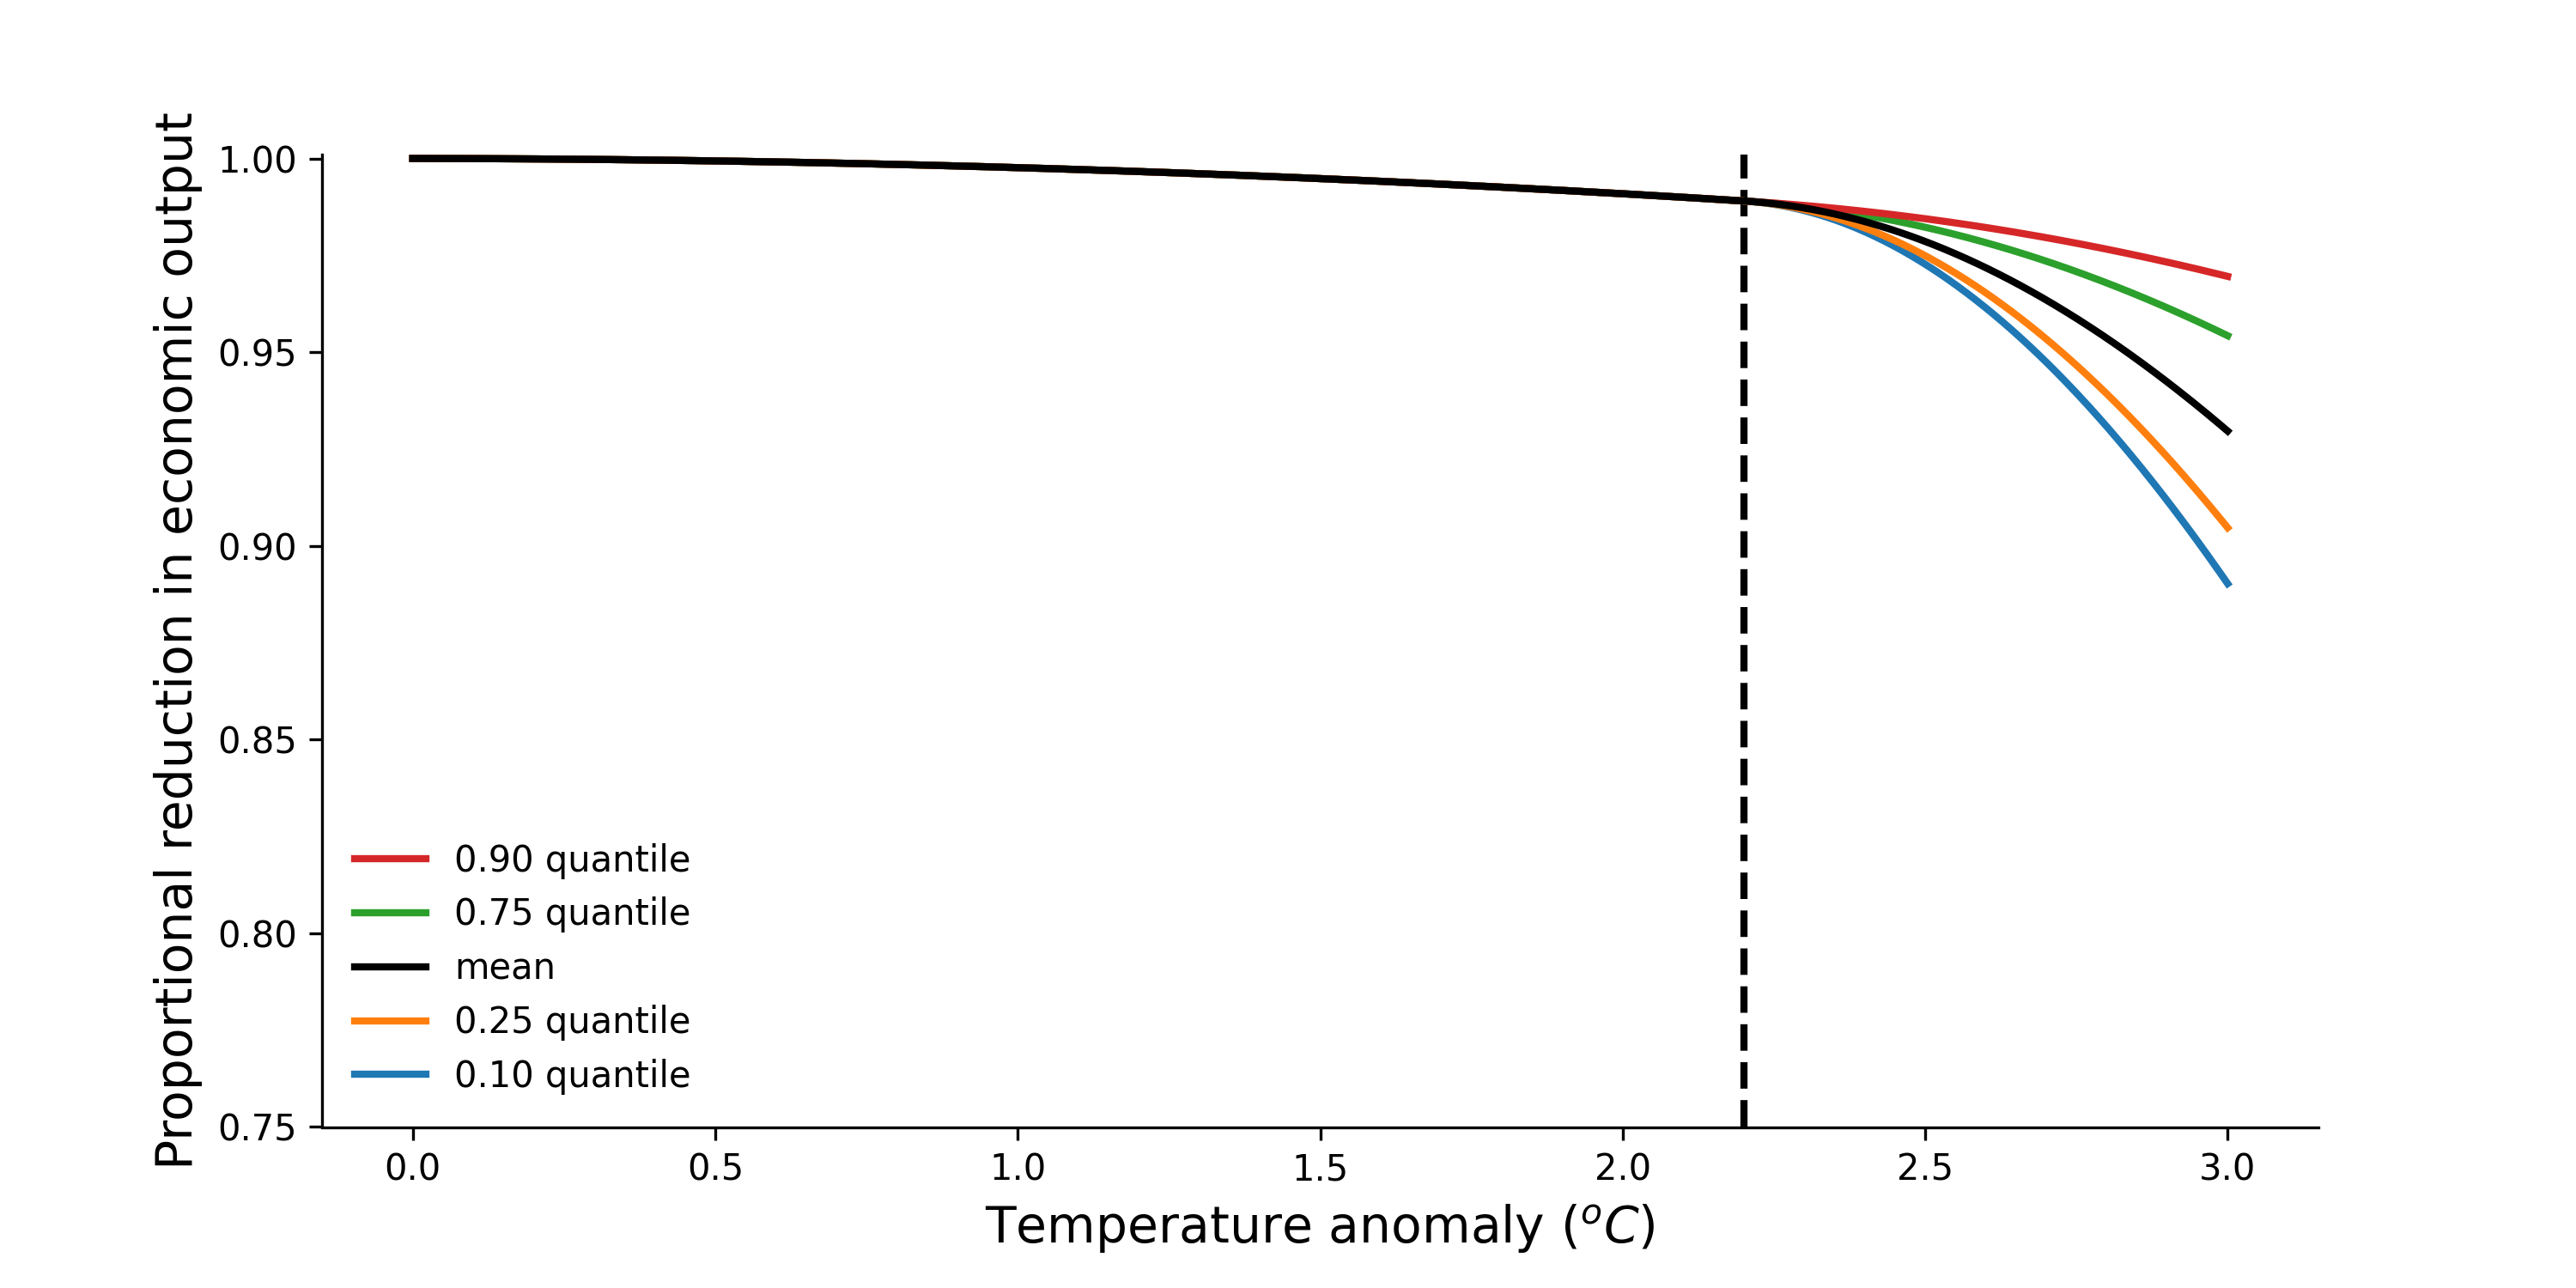 Proportional reduction in economic output
1.00
0.95
0.90
0.85
0.80
0.75
0.90 quantile
0.75 quantile
mean
0.25 quantile
0.10 quantile
0.0 0.5 1.0 1.5 2.0 2.5 3.0
Temperature anomaly (°C)